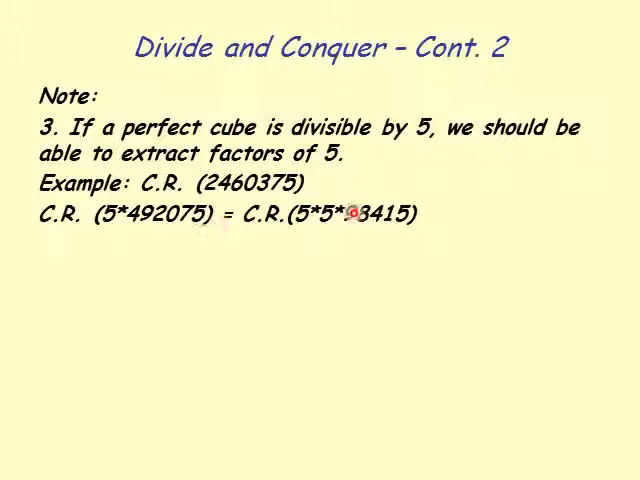 Divide and Conquer – Cont. 2
Note:
3. If a perfect cube is divisible by 5, we should be
able to extract factors of 5.
Example: C.R. (2460375)
C.R. (5*492075) = C.R.(5*5*98415)